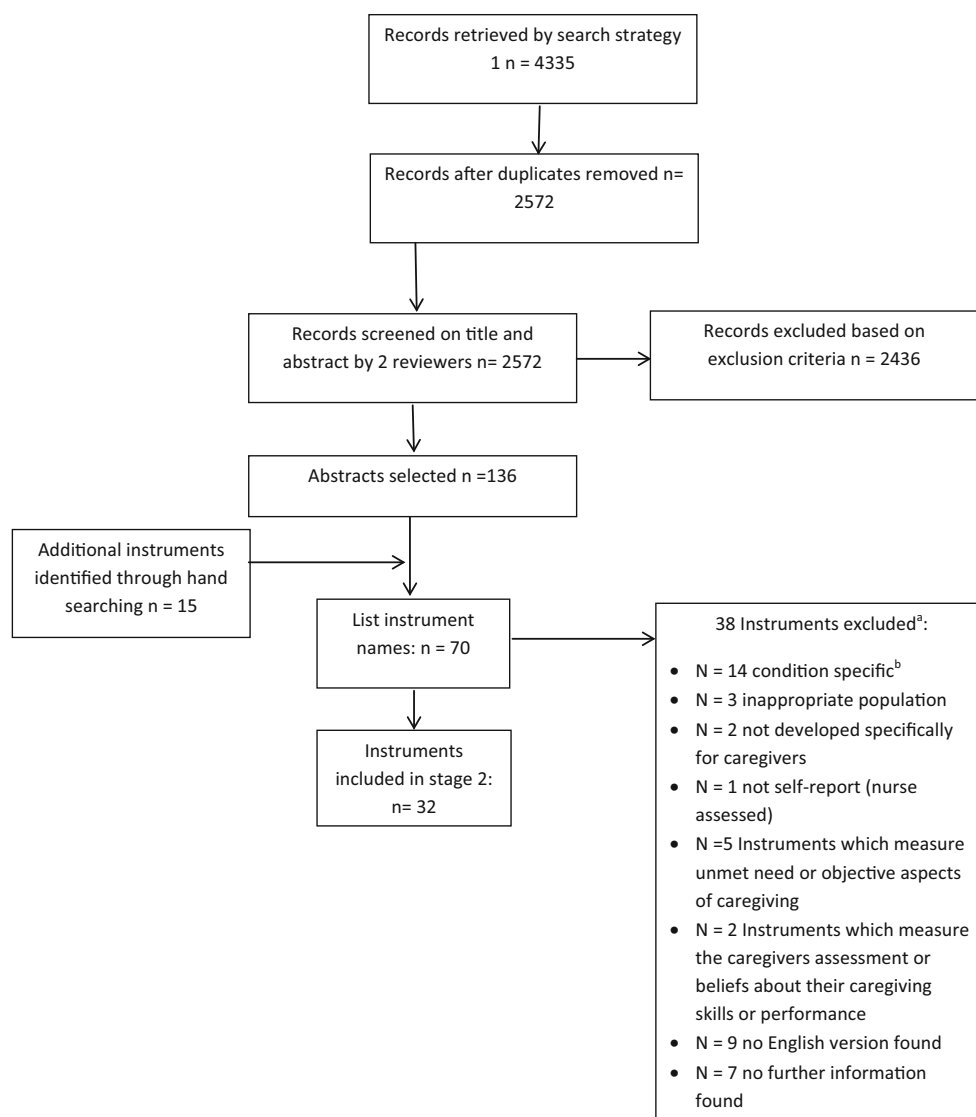 Records retrieved by search strategy
1 n = 4335
Records after duplicates removed n=
2572
Records screened on title and
abstract by 2 reviewers n= 2572
Records excluded based on
exclusion criteria n = 2436
Abstracts selected n =136
Additional instruments
identified through hand
searching n = 15
List instrument
names: n = 70
Instruments
included in stage 2:
n= 32
38 Instruments excludedᵃ:
• N = 14 condition specificᵇ
• N = 3 inappropriate population
• N = 2 not developed specifically
for caregivers
• N = 1 not self-report (nurse
assessed)
• N =5 Instruments which measure
unmet need or objective aspects
of caregiving
• N = 2 Instruments which measure
the caregivers assessment or
beliefs about their caregiving
skills or performance
• N = 9 no English version found
• N = 7 no further information
found